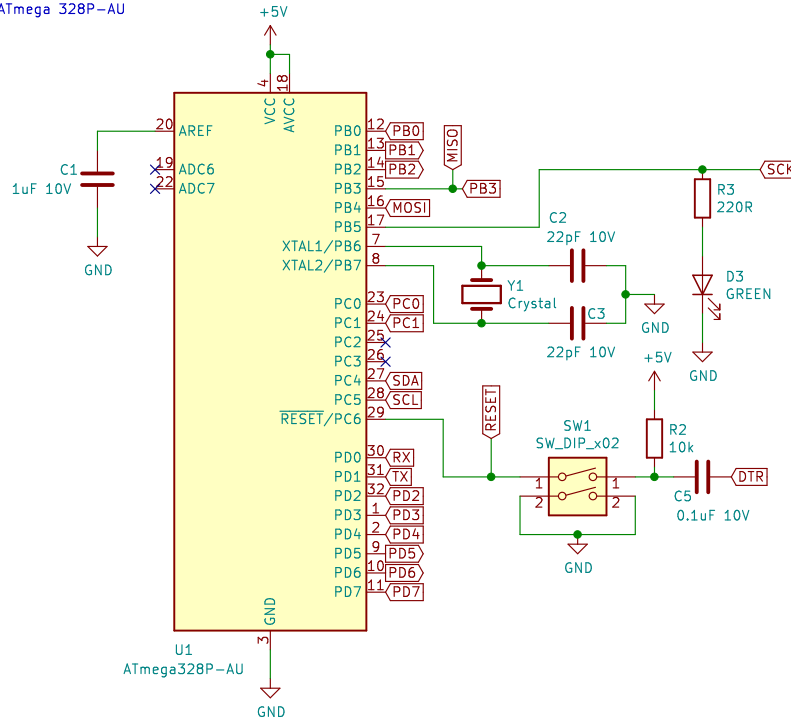 ATmega 328P-AU
+5V
4
18
VCC
AVCC
20
AREF
C1
1uF 10V
GND
19
ADC6
22
ADC7
PB0
12
PB0
PB1
13
PB1
PB2
14
PB2
PB3
15
MISO
PB3
PB4
16
MOSI
PB5
17
SCK
R3
220R
D3
GREEN
GND
XTAL1/PB6
7
XTAL2/PB7
8
C2
22pF 10V
Y1
Crystal
C3
22pF 10V
GND
PC0
23
PC0
PC1
24
PC1
PC2
25
PC3
26
PC4
27
SDA
PC5
28
SCL
RESET/PC6
29
RESET
SW1
SW_DIP_x02
1
1
2
2
GND
+5V
R2
10k
C5
0.1uF 10V
DTR
PD0
30
RX
PD1
31
TX
PD2
32
PD2
PD3
1
PD3
PD4
2
PD4
PD5
9
PD5
PD6
10
PD6
PD7
11
PD7
GND
3
U1
ATmega328P-AU
GND